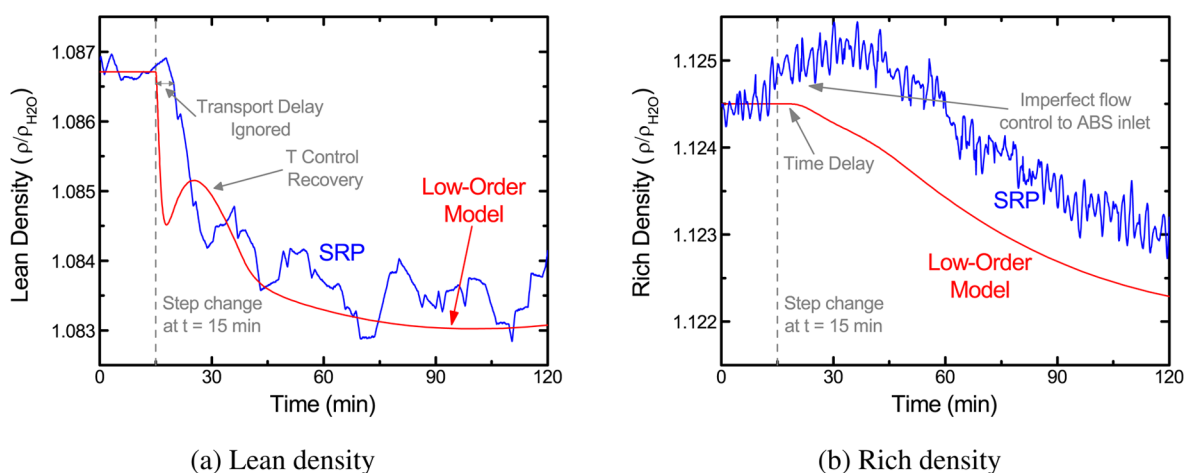 1.087
1.086
1.085
1.084
1.083
Lean Density ( ρ/ρH2O)
Transport Delay
Ignored
T Control
Recovery
Low-Order
Model
SRP
Step change
at t = 15 min
0
30
60
90
120
Time (min)
(a) Lean density
1.125
1.124
1.123
1.122
Rich Density ( ρ/ρH2O)
Imperfect flow
control to ABS inlet
Time Delay
SRP
Low-Order
Model
Step change
at t = 15 min
0
30
60
90
120
Time (min)
(b) Rich density